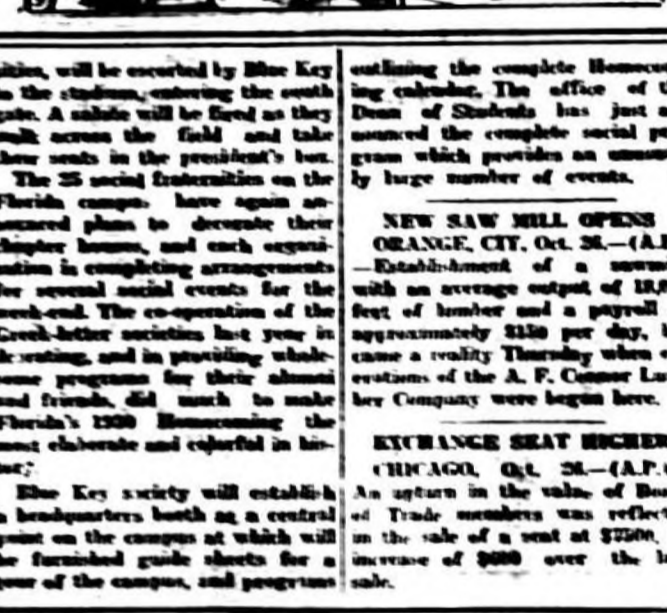 ities, will be escorted by Blue Key
the stadium, entering the south
gate. A salute will be fired as they
walk across the field and take
their seats in the president's box.
The 25 social fraternities on the
Florida campus have again an-
nounced plans to decorate their
chapter houses, and each organi-
zation is completing arrangements
for several social events for the
week-end. The co-operation of the
Greek-letter societies last year in
decorating, and in providing whole-
some programs for their alumni
and friends, did much to make
Florida's 1930 Homecoming the
most elaborate and colorful in his-
tory.
Blue Key society will establish
a headquarters booth at a central
point on the campus at which will
be furnished guide sheets for a
tour of the campus, and programs
outlining the complete Homecom
ing calendar. The office of t
Dean of Students has just
nounced the complete social p
gram which provides an unusua
ly large number of events.
NEW SAW MILL OPENS
ORANGE CITY, Oct. 26.—(A.P
—Establishment of a sawm
with an average output of
feet of lumber and a payroll
approximately $150 per day,
came a reality Thursday when
erations of the A. F. Connor Lum
ber Company were begun here.
EXCHANGE SEAT HIGHER
CHICAGO, Oct. 26.—(A.P.
An upturn in the value of Boa
of Trade members was reflect
in the sale of a seat at $7500,
increase of over the l
sale.